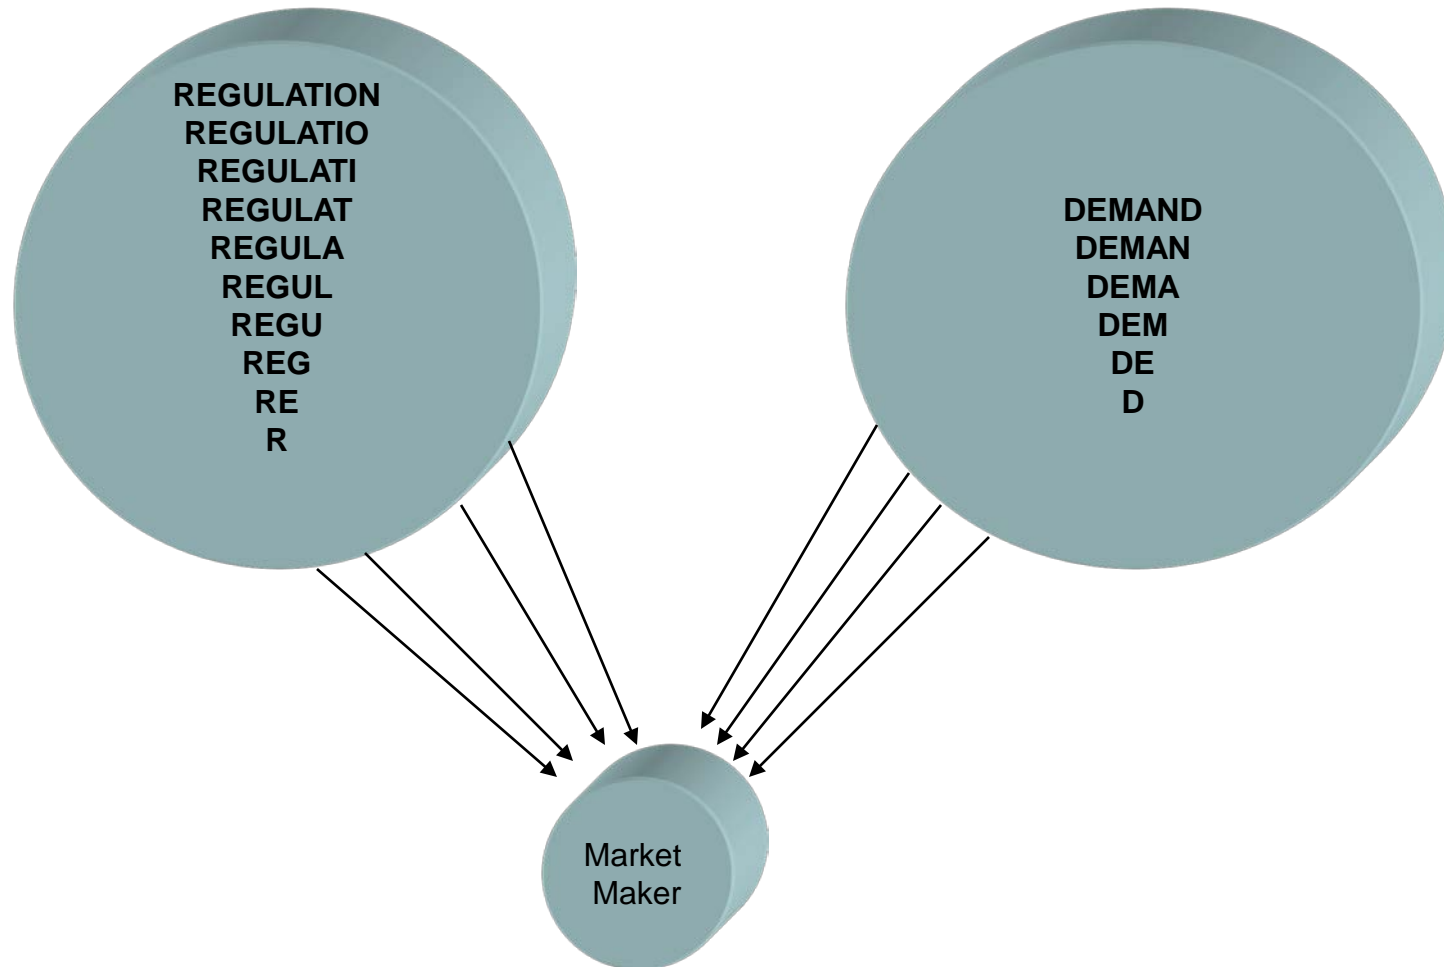 REGULATION
REGULATIO
REGULATI
REGULAT
REGULA
REGUL
REGU
REG
RE
R
DEMAND
DEMAN
DEMA
DEM
DE
D
Market
Maker